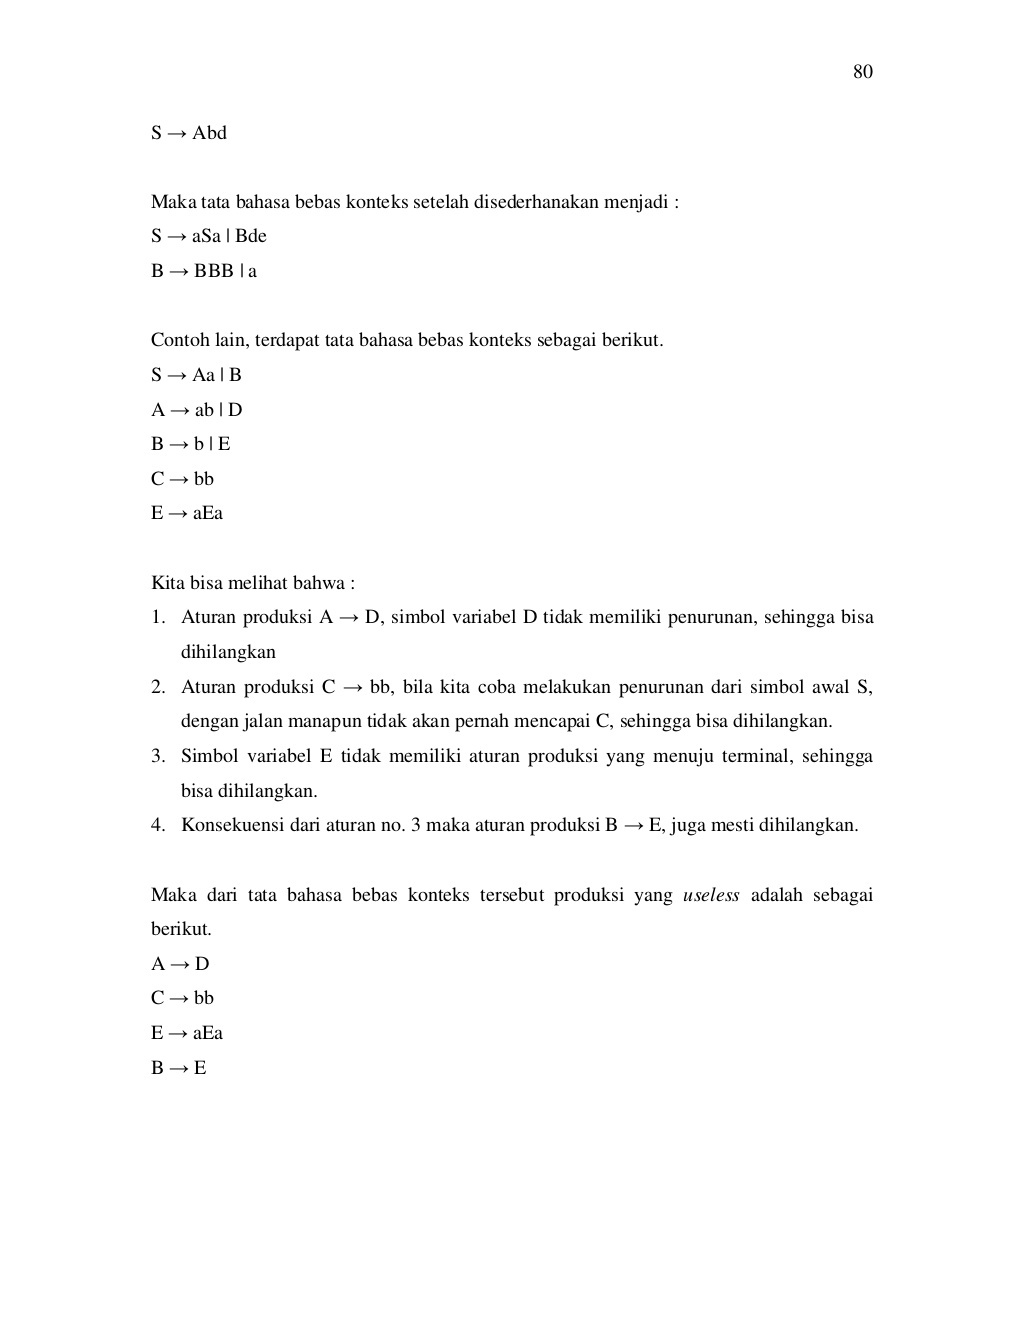 80
S → Abd
Maka tata bahasa bebas konteks setelah disederhanakan menjadi :
S → aSa | Bde
B → BBB | a
Contoh lain, terdapat tata bahasa bebas konteks sebagai berikut.
S → Aa | B
A → ab | D
B → b | E
C → bb
E → aEa
Kita bisa melihat bahwa :
1. Aturan produksi A → D, simbol variabel D tidak memiliki penurunan, sehingga bisa
dihilangkan
2. Aturan produksi C → bb, bila kita coba melakukan penurunan dari simbol awal S,
dengan jalan manapun tidak akan pernah mencapai C, sehingga bisa dihilangkan.
3. Simbol variabel E tidak memiliki aturan produksi yang menuju terminal, sehingga
bisa dihilangkan.
4. Konsekuensi dari aturan no. 3 maka aturan produksi B → E, juga mesti dihilangkan.
Maka dari tata bahasa bebas konteks tersebut produksi yang useless adalah sebagai
berikut.
A → D
C → bb
E → aEa
B → E